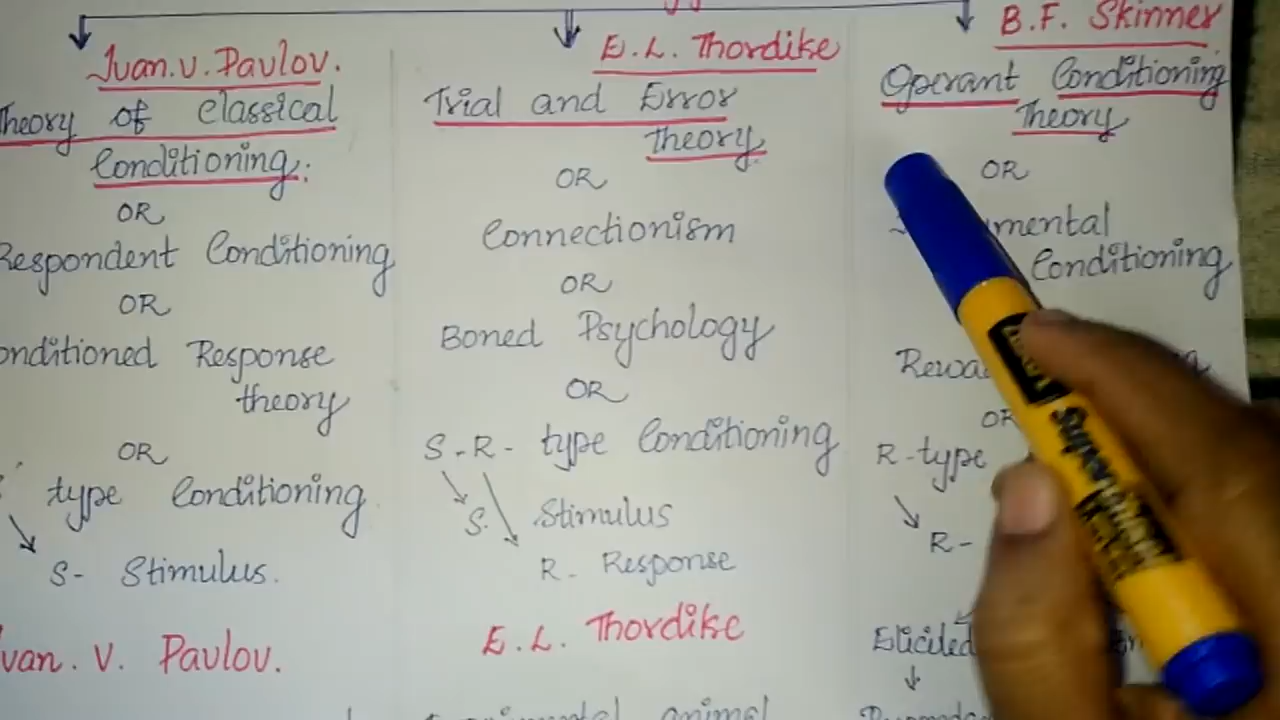 Ivan.V.Pavlov.
Theory of Classical
Conditioning.
OR
Respondent Conditioning
OR
onditioned Response
theory
OR
type Conditioning
S- Stimulus.
van. V. Pavlov.
E.L. Thordike
Trial and Error
theory
OR
Connectionism
OR
Boned Psychology
OR
S-R- type Conditioning
S. Stimulus
R- Response
E.L. Thordike
animal
B.F. Skinner
Operant Conditioning
Theory
OR
mental
Conditioning
Rewa
OR
R-type
R-
Elicited